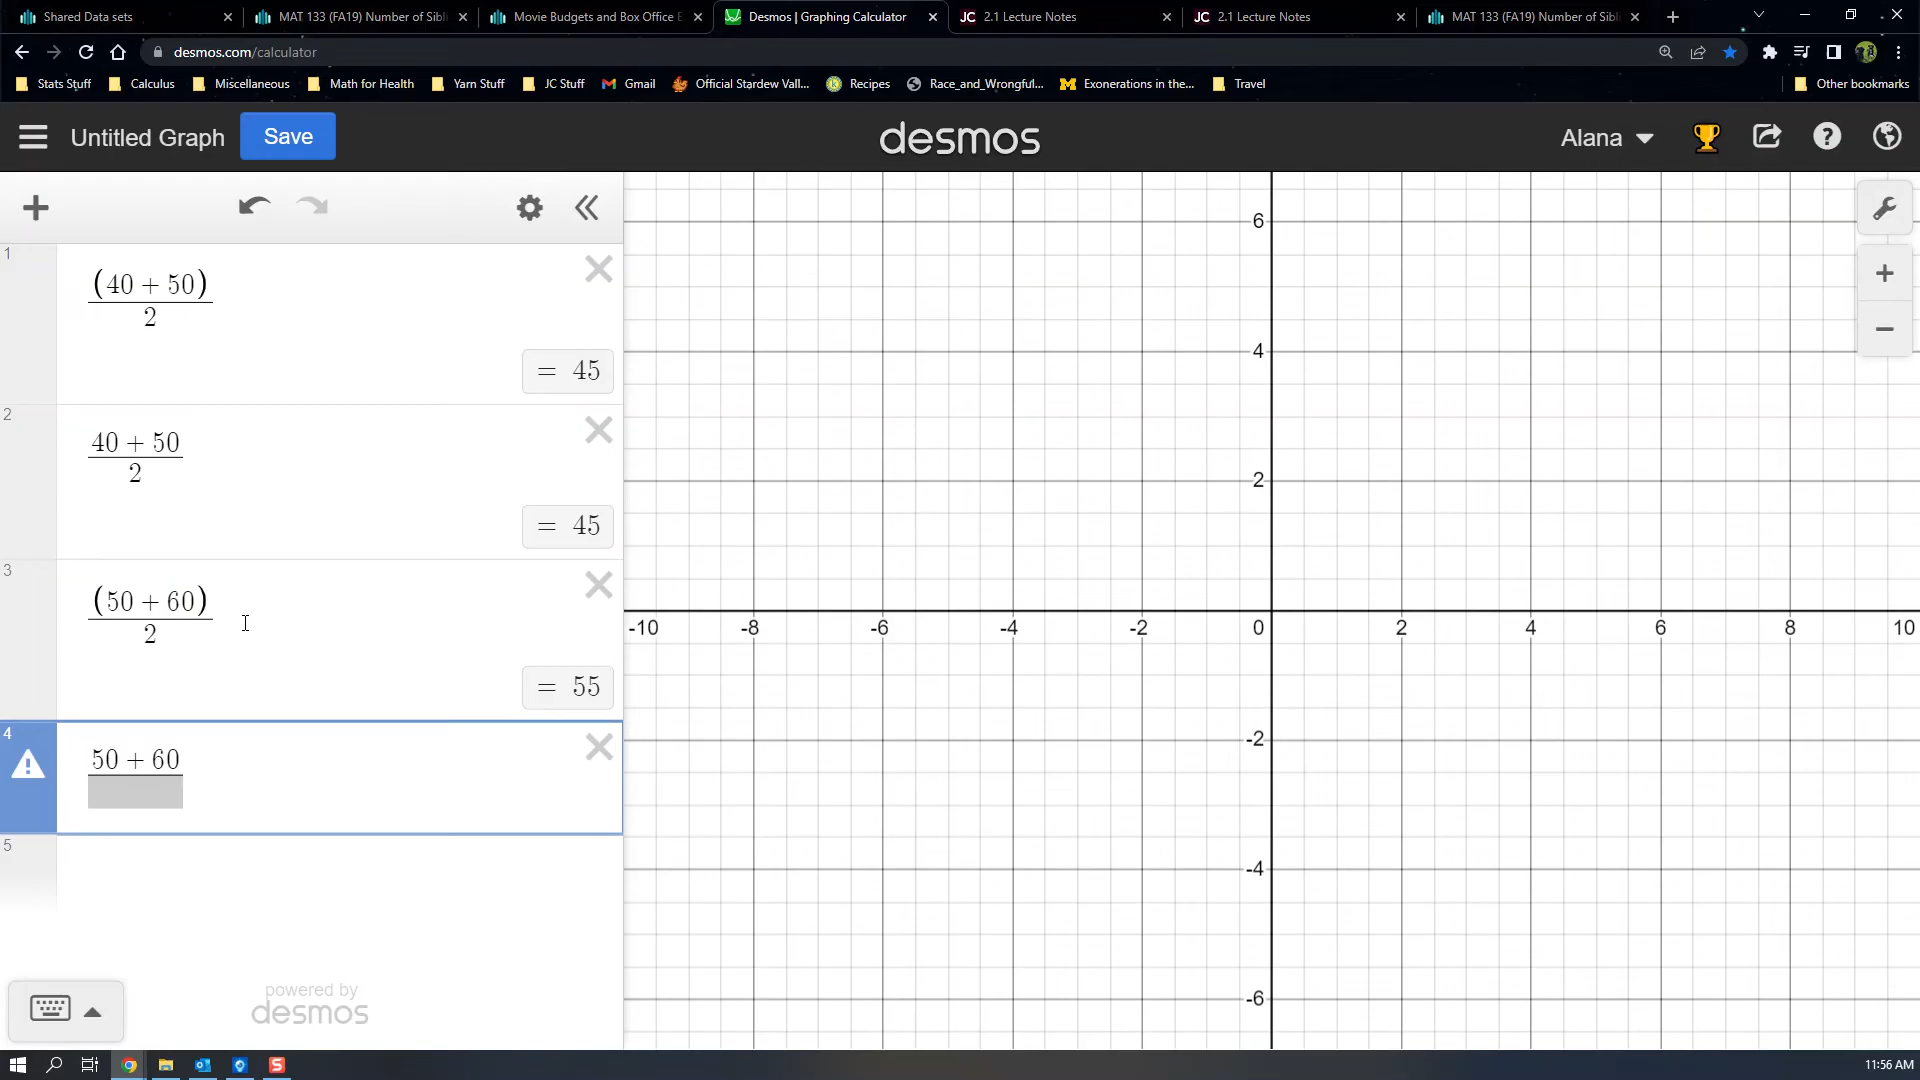 Shared Data sets
MAT 133 (FA19) Number of Sibl
Movie Budgets and Box Office E
Desmos | Graphing Calculator
2.1 Lecture Notes
2.1 Lecture Notes
MAT 133 (FA19) Number of Sibl
desmos.com/calculator
Stats Stuff
Calculus
Miscellaneous
Math for Health
Yarn Stuff
JC Stuff
Gmail
Official Stardew Vall...
Recipes
Race_and_Wrongful...
Exonerations in the...
Travel
Other bookmarks
Untitled Graph
Save
desmos
Alana
1
(40 + 50)
2
= 45
2
40 + 50
2
= 45
3
(50 + 60)
2
= 55
4
50 + 60
5
powered by
desmos
6
4
2
-10 -8 -6 -4 -2 0 2 4 6 8 10
-2
-4
-6
11:56 AM